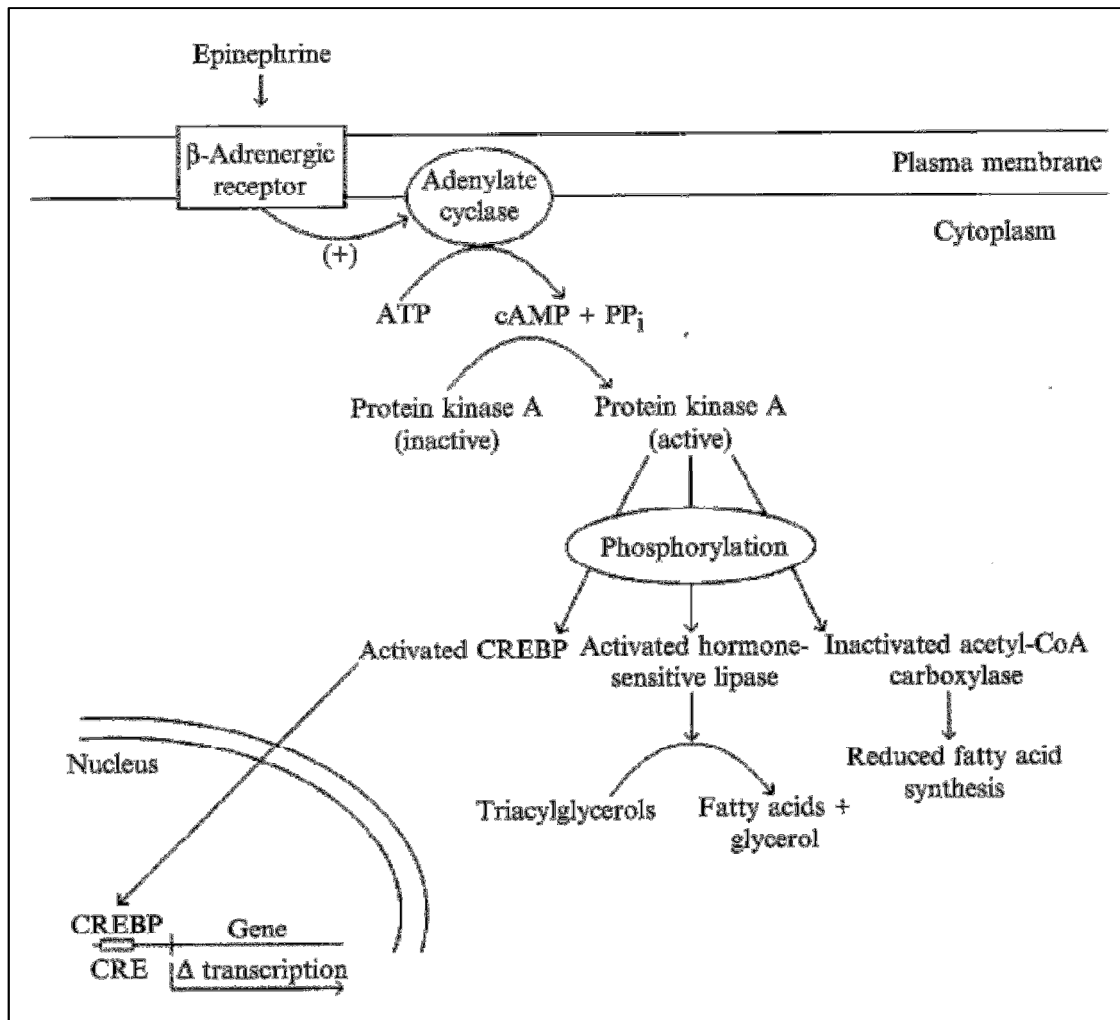 Epinephrine
β-Adrenergic
receptor
Adenylate
cyclase
Plasma membrane
Cytoplasm
(+)
ATP
cAMP + PPi
Protein kinase A
(inactive)
Protein kinase A
(active)
Phosphorylation
Activated CREBP
Activated hormone-
sensitive lipase
Inactivated acetyl-CoA
carboxylase
Reduced fatty acid
synthesis
Triacylglycerols
Fatty acids +
glycerol
Nucleus
CREBP
Gene
CRE
Δ transcription